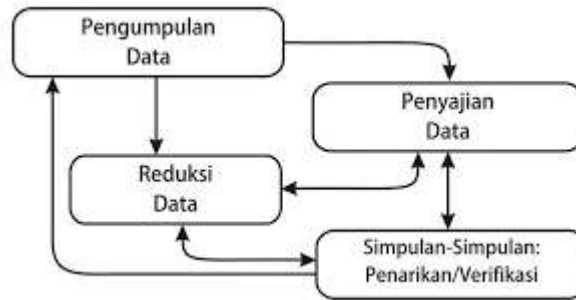 Pengumpulan
Data
Penyajian
Data
Reduksi
Data
Simpulan-Simpulan:
Penarikan/Verifikasi